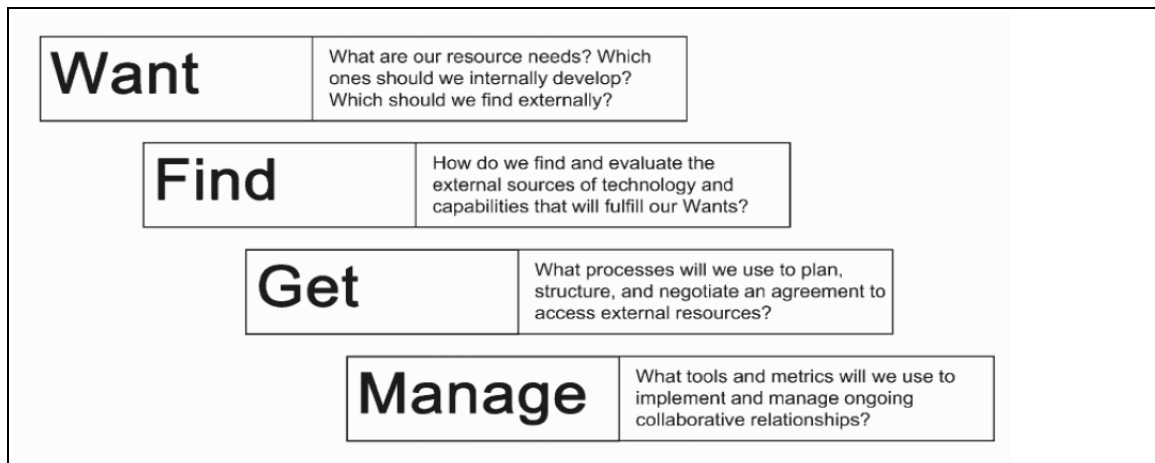 Want
What are our resource needs? Which
ones should we internally develop?
Which should we find externally?
Find
How do we find and evaluate the
external sources of technology and
capabilities that will fulfill our Wants?
Get
What processes will we use to plan,
structure, and negotiate an agreement to
access external resources?
Manage
What tools and metrics will we use to
implement and manage ongoing
collaborative relationships?